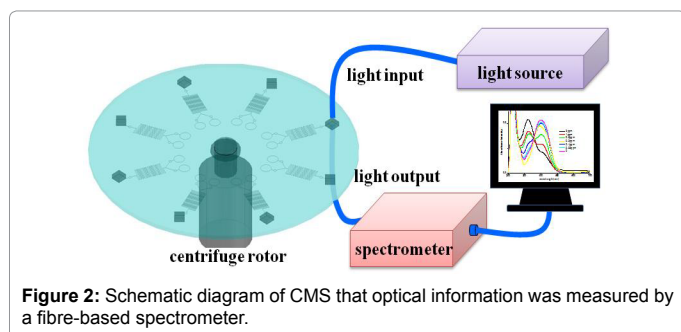 light input
light source
light output
centrifuge rotor
spectrometer
Figure 2: Schematic diagram of CMS that optical information was measured by
a fibre-based spectrometer.